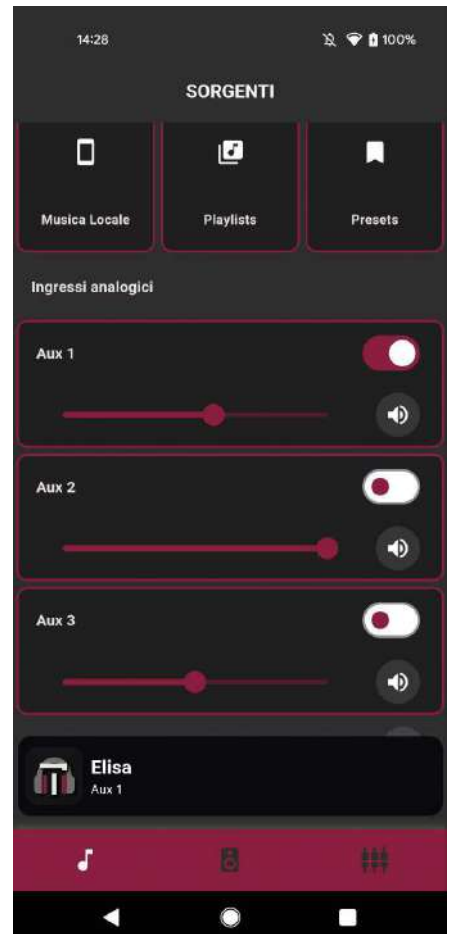 14:28
100%
SORGENTI
Musica Locale
Playlists
Presets
Ingressi analogici
Aux 1
Aux 2
Aux 3
Elisa
Aux 1